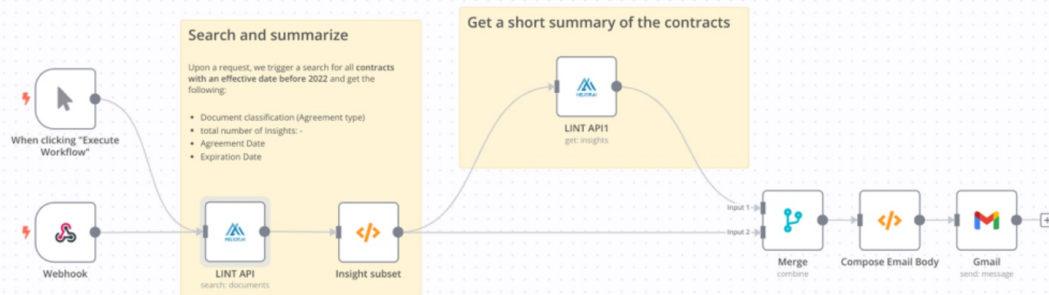 Get a short summary of the contracts
Search and summarize
Upon a request, we trigger a search for all contracts
with an effective date before 2022 and get the
following:
• Document classification (Agreement type)
• total number of Insights: -
• Agreement Date
• Expiration Date
When clicking "Execute
Workflow"
LINT API1
get: insights
Webhook
LINT API
search: documents
Insight subset
Input 1
Input 2
Merge
combine
Compose Email Body
Gmail
send: message